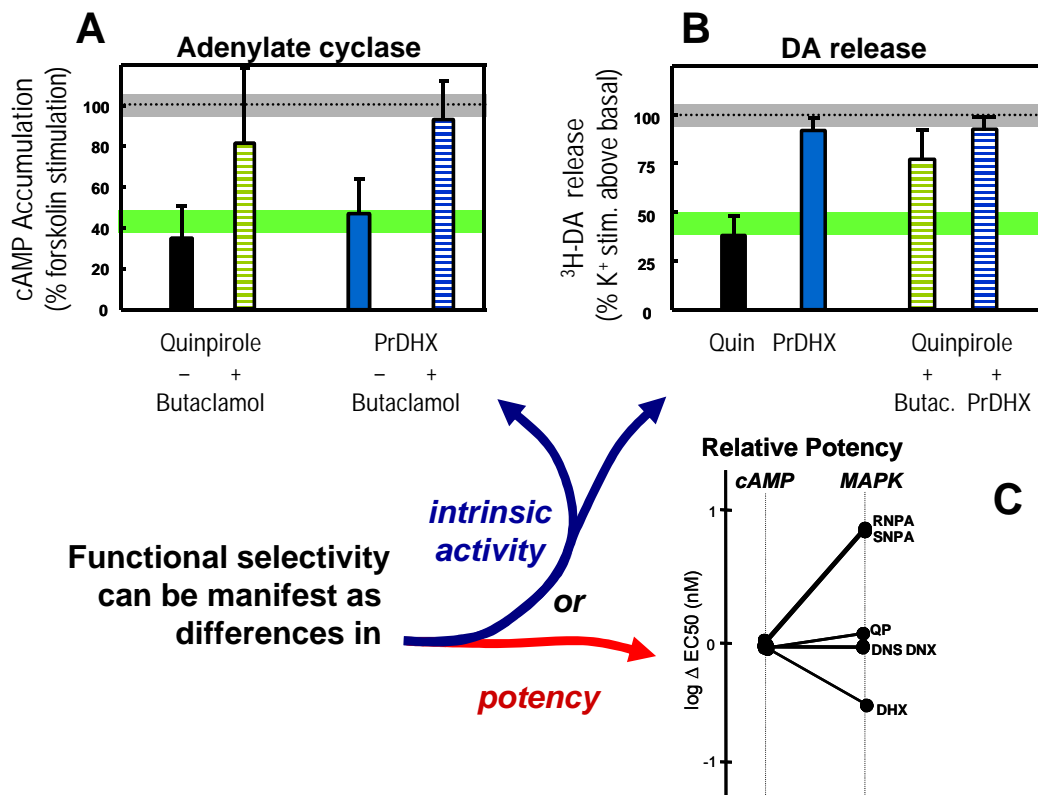 A
Adenylate cyclase
cAMP Accumulation
(% forskolin stimulation)
100
80
60
40
20
0
Quinpirole
– +
Butaclamol
PrDHX
– +
Butaclamol
B
DA release
³H-DA release
(% K⁺ stim. above basal)
100
75
50
25
0
Quin PrDHX
Quinpirole
+ +
Butac. PrDHX
Functional selectivity
can be manifest as
differences in
intrinsic
activity
or
potency
Relative Potency
cAMP MAPK
C
log Δ EC50 (nM)
1
0
-1
RNPA
SNPA
QP
DNS DNX
DHX